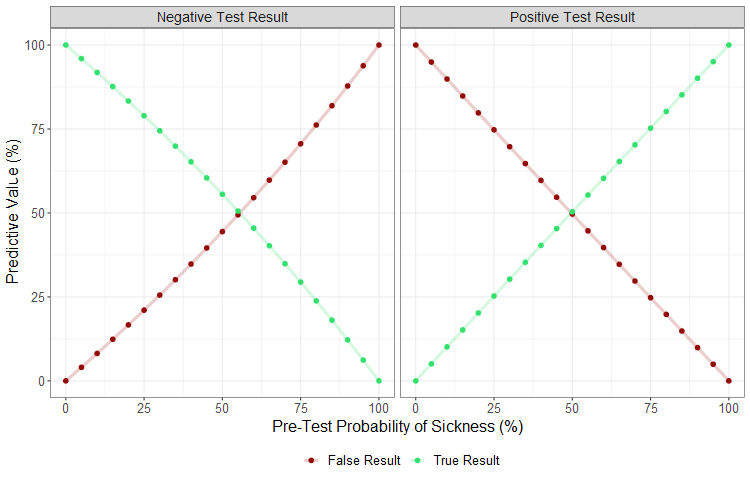 Negative Test Result
Positive Test Result
100
75
50
25
0
Predictive Value (%)
0 25 50 75 100
0 25 50 75 100
Pre-Test Probability of Sickness (%)
False Result True Result